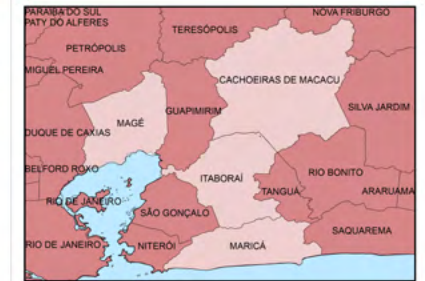 PARAÍBA DO SUL
NOVA FRIBURGO
PATY DO ALFERES
TERESÓPOLIS
PETRÓPOLIS
MIGUEL PEREIRA
CACHOEIRAS DE MACACU
GUAPIMIRIM
SILVA JARDIM
MAGÉ
DUQUE DE CAXIAS
BELFORD ROXO
ITABORAÍ
RIO BONITO
TANGUÁ
ARARUAMA
RIO DE JANEIRO
SÃO GONÇALO
SAQUAREMA
RIO DE JANEIRO
NITERÓI
MARICÁ